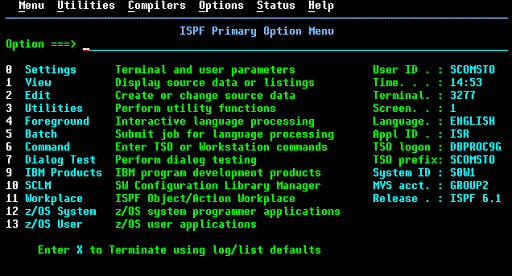 Menu Utilities Compilers Options Status Help
ISPF Primary Option Menu
Option ===>
0 Settings Terminal and user parameters User ID . : SCOMSTO
1 View Display source data or listings Time. . . : 14:53
2 Edit Create or change source data Terminal. : 3277
3 Utilities Perform utility functions Screen. . : 1
4 Foreground Interactive language processing Language. : ENGLISH
5 Batch Submit job for language processing Appl ID . : ISR
6 Command Enter TSO or Workstation commands TSO logon : DBPROC9G
7 Dialog Test Perform dialog testing TSO prefix: SCOMSTO
9 IBM Products IBM program development products System ID : S0W1
10 SCLM SW Configuration Library Manager MVS acct. : GROUP2
11 Workplace ISPF Object/Action Workplace Release . : ISPF 6.1
12 z/OS System z/OS system programmer applications
13 z/OS User z/OS user applications
Enter X to Terminate using log/list defaults